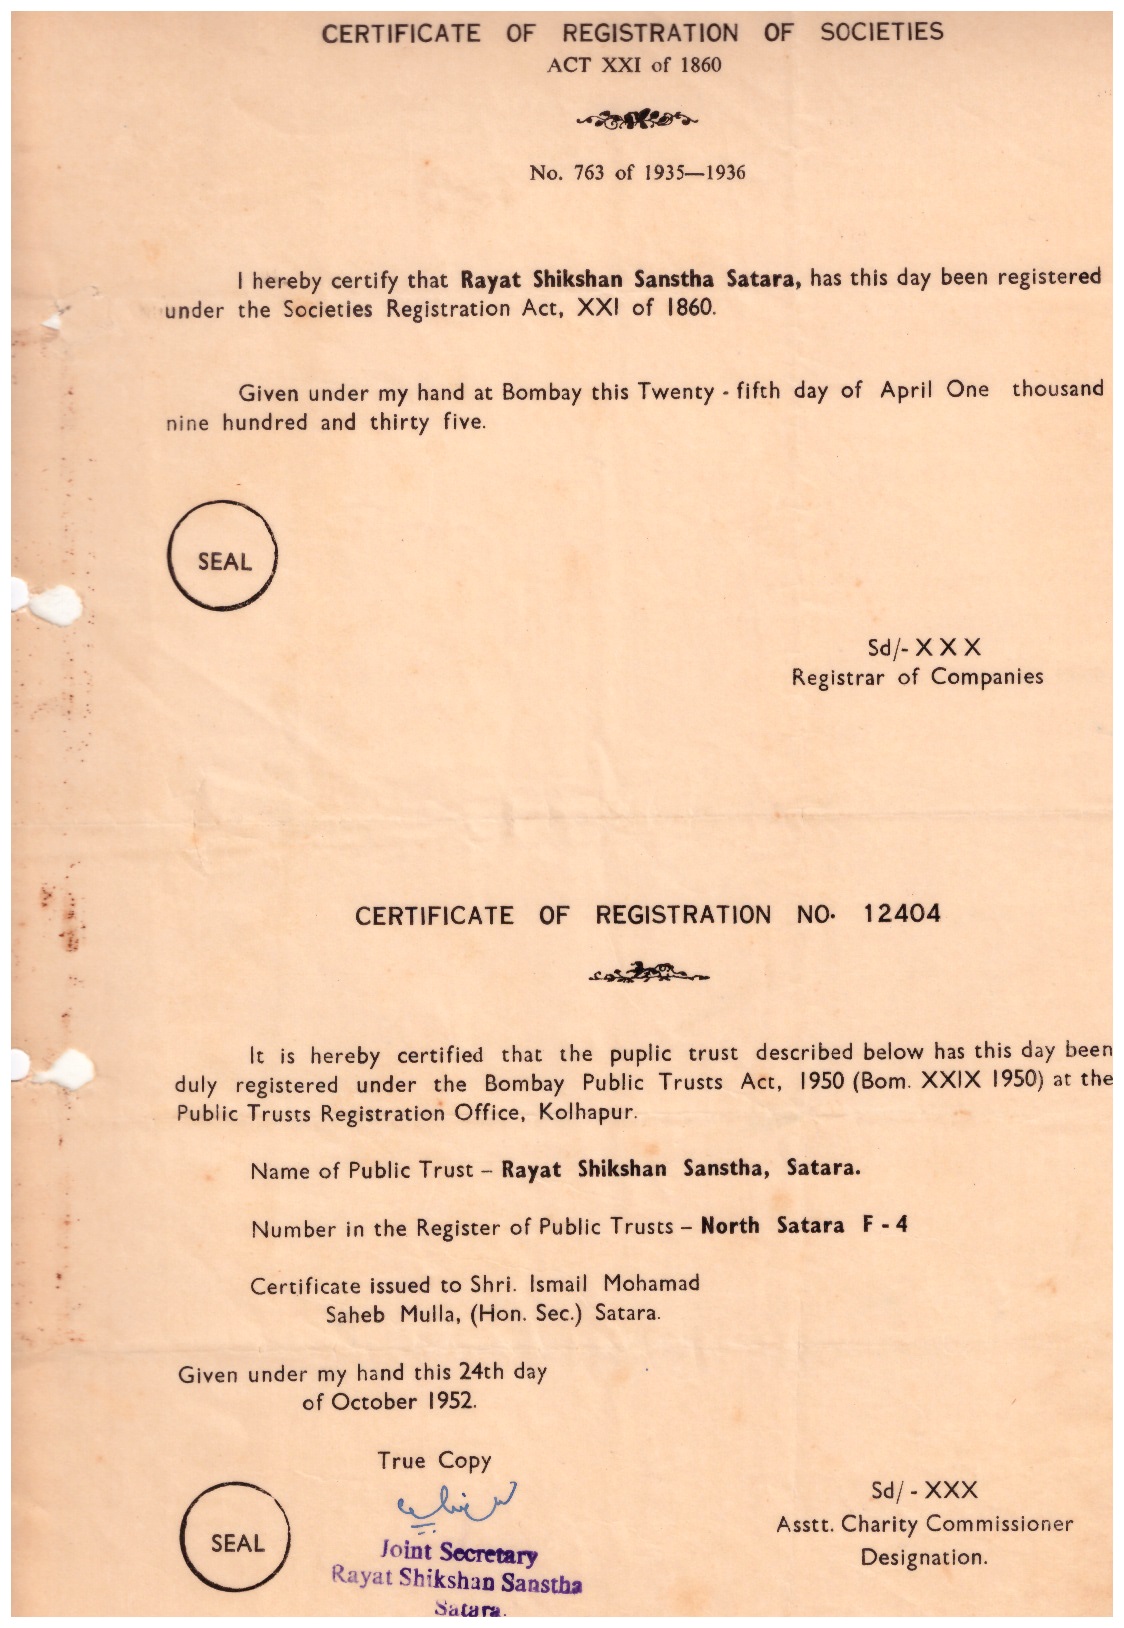 CERTIFICATE OF REGISTRATION OF SOCIETIES
ACT XXI of 1860
No. 763 of 1935—1936
I hereby certify that Rayat Shikshan Sanstha Satara, has this day been registered
under the Societies Registration Act, XXI of 1860.
Given under my hand at Bombay this Twenty - fifth day of April One thousand
nine hundred and thirty five.
SEAL
Sd/- X X X
Registrar of Companies
CERTIFICATE OF REGISTRATION NO. 12404
It is hereby certified that the puplic trust described below has this day been
duly registered under the Bombay Public Trusts Act, 1950 (Bom. XXIX 1950) at the
Public Trusts Registration Office, Kolhapur.
Name of Public Trust – Rayat Shikshan Sanstha, Satara.
Number in the Register of Public Trusts – North Satara F - 4
Certificate issued to Shri. Ismail Mohamad
Saheb Mulla, (Hon. Sec.) Satara.
Given under my hand this 24th day
of October 1952.
True Copy
SEAL
Joint Secretary
Rayat Shikshan Sanstha
Satara.
Sd/ - XXX
Asstt. Charity Commissioner
Designation.